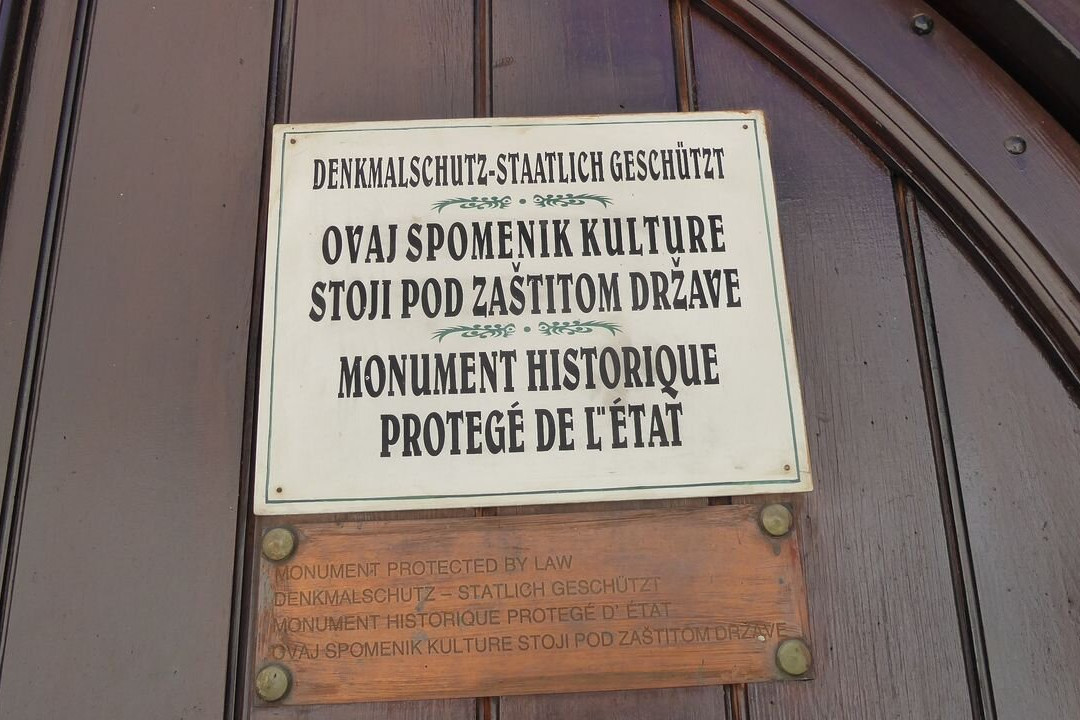 DENKMALSCHUTZ-STAATLICH GESCHÜTZT
OVAJ SPOMENIK KULTURE
STOJI POD ZAŠTITOM DRŽAVE
MONUMENT HISTORIQUE
PROTEGÉ DE L"ÉTAT
MONUMENT PROTECTED BY LAW
DENKMALSCHUTZ – STATLICH GESCHÜTZT
MONUMENT HISTORIQUE PROTEGÉ D' ÉTAT
OVAJ SPOMENIK KULTURE STOJI POD ZAŠTITOM DRŽAVE